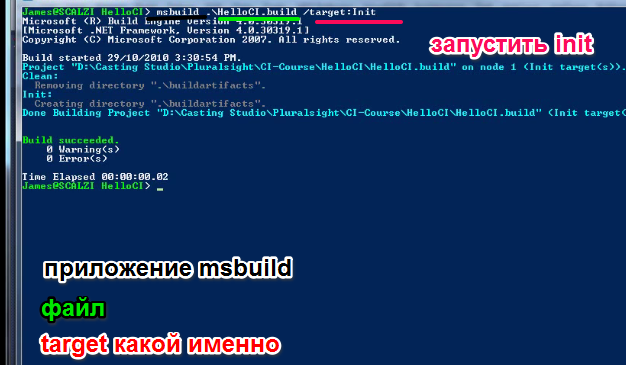 James@SCALZI HelloCI> msbuild .\HelloCI.build /target:Init
Microsoft (R) Build Engine Version 4.0.30319.1
[Microsoft .NET Framework, Version 4.0.30319.1]
Copyright (C) Microsoft Corporation 2007. All rights reserved.
запустить init
Build started 29/10/2010 3:30:54 PM.
Project "D:\Casting Studio\Pluralsight\CI-Course\HelloCI\HelloCI.build" on node 1 (Init target(s)).
Clean:
Removing directory ".\buildartifacts".
Init:
Creating directory ".\buildartifacts".
Done Building Project "D:\Casting Studio\Pluralsight\CI-Course\HelloCI\HelloCI.build" (Init target(
Build succeeded.
0 Warning(s)
0 Error(s)
Time Elapsed 00:00:00.02
James@SCALZI HelloCI> _
приложение msbuild
файл
target какой именно